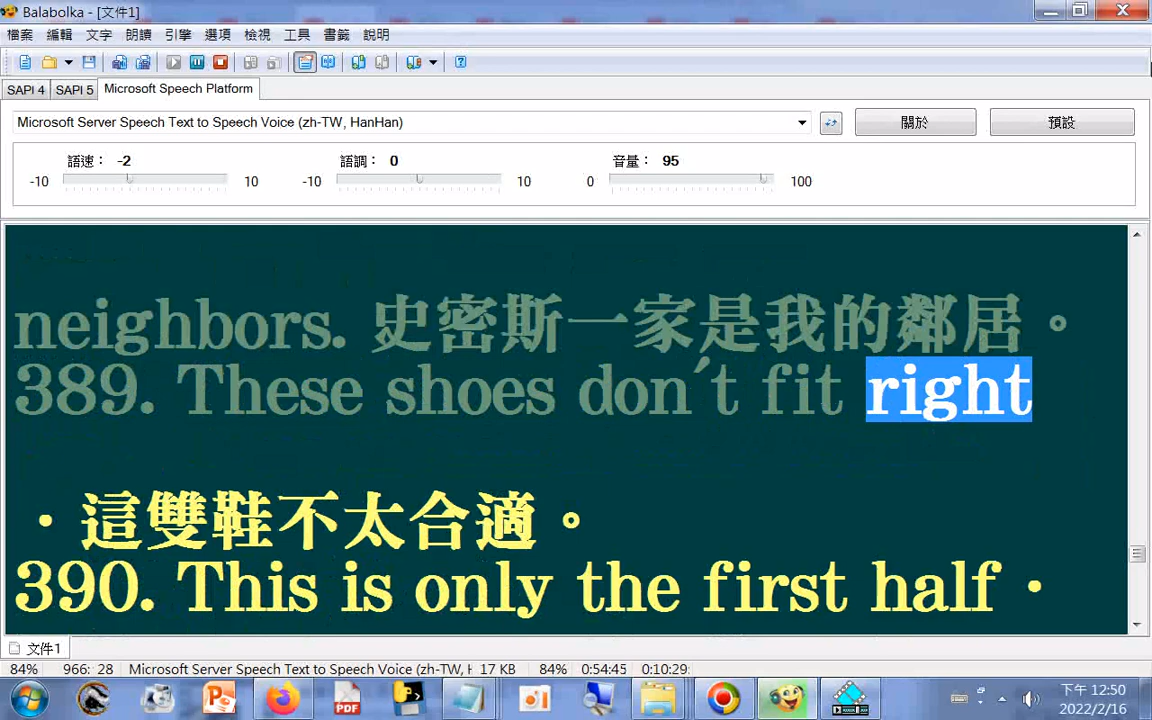 Balabolka - [文件1]
檔案 編輯 文字 朗讀 引擎 選項 檢視 工具 書籤 說明
SAPI 4 SAPI 5 Microsoft Speech Platform
Microsoft Server Speech Text to Speech Voice (zh-TW, HanHan) 關於 預設
語速： -2 語調： 0 音量： 95
-10 10 -10 10 0 100
neighbors. 史密斯一家是我的鄰居。
389. These shoes don′t fit right
．這雙鞋不太合適。
390. This is only the first half．
文件1
84% 966: 28 Microsoft Server Speech Text to Speech Voice (zh-TW, H 17 KB 84% 0:54:45 0:10:29
PDF
下午 12:50
2022/2/16